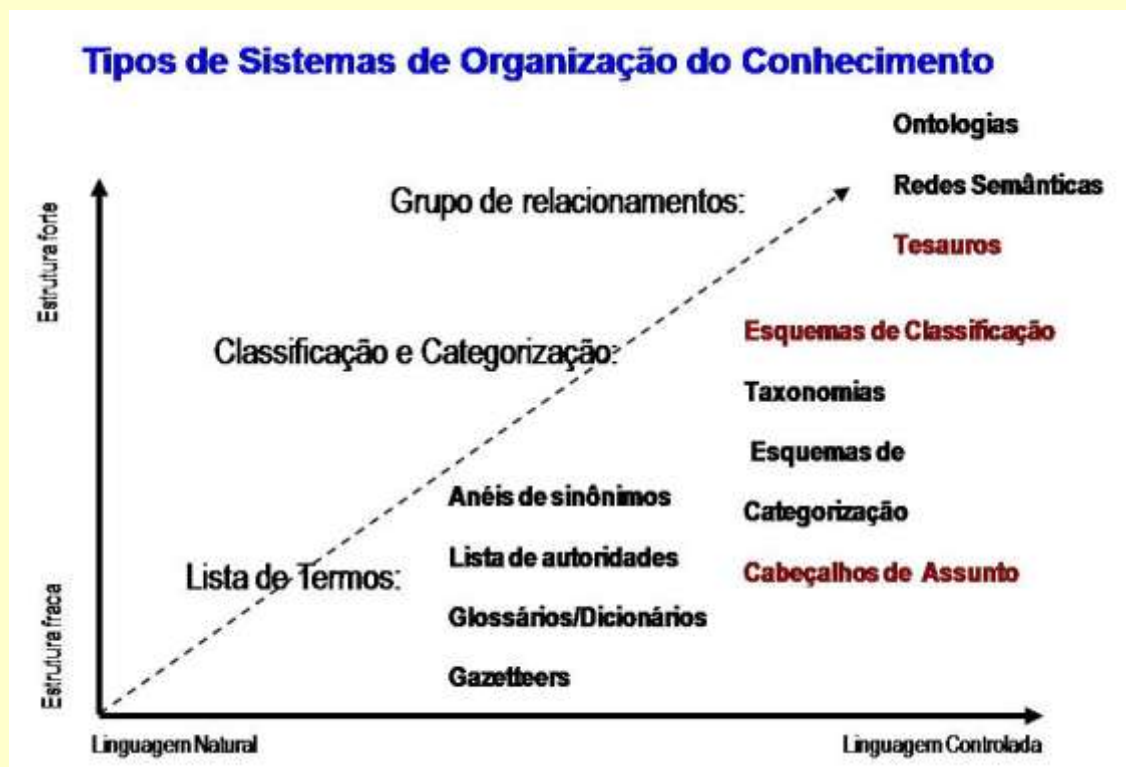 Tipos de Sistemas de Organização do Conhecimento
Ontologias
Redes Semânticas
Tesauros
Grupo de relacionamentos:
Estrutura forte
Esquemas de Classificação
Classificação e Categorização:
Taxonomias
Esquemas de
Categorização
Cabeçalhos de Assunto
Anéis de sinônimos
Lista de autoridades
Lista de Termos:
Glossários/Dicionários
Gazetteers
Estrutura fraca
Linguagem Natural
Linguagem Controlada